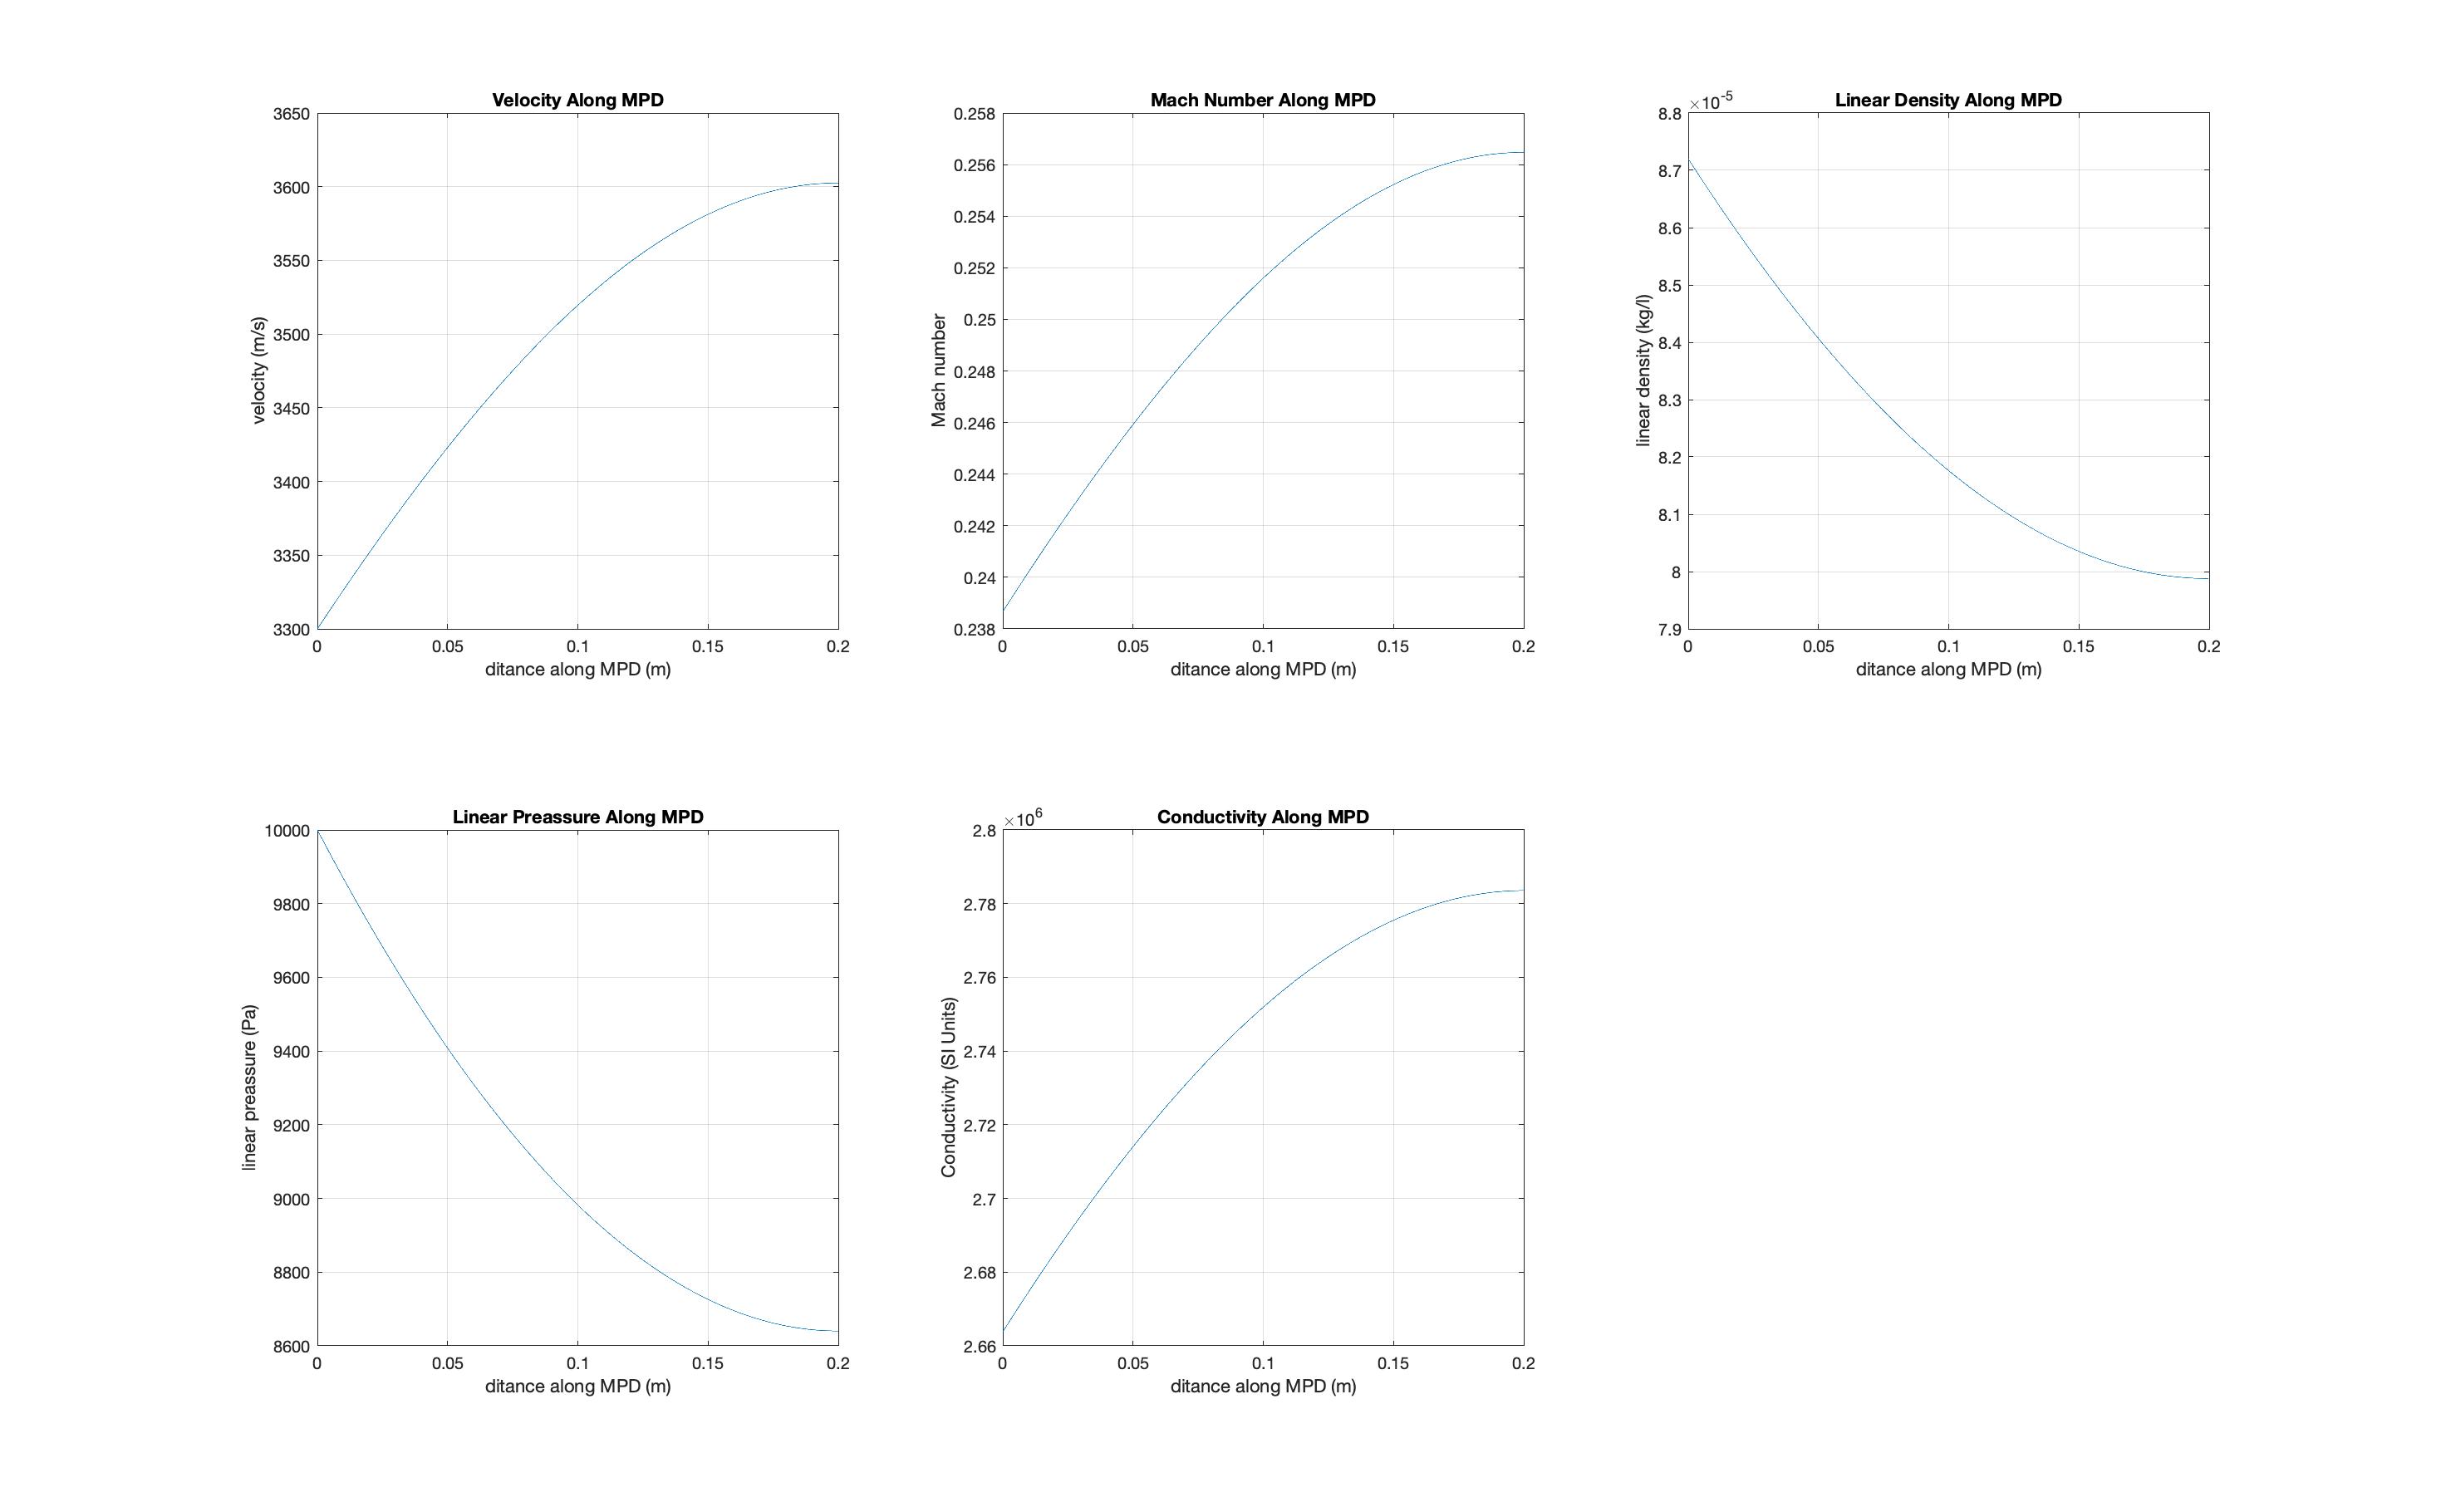 Velocity Along MPD
3650
3600
3550
3500
3450
3400
3350
3300
velocity (m/s)
0 0.05 0.1 0.15 0.2
ditance along MPD (m)
Mach Number Along MPD
0.258
0.256
0.254
0.252
0.25
0.248
0.246
0.244
0.242
0.24
0.238
Mach number
0 0.05 0.1 0.15 0.2
ditance along MPD (m)
Linear Density Along MPD
×10-5
8.8
8.7
8.6
8.5
8.4
8.3
8.2
8.1
8
7.9
linear density (kg/l)
0 0.05 0.1 0.15 0.2
ditance along MPD (m)
Linear Preassure Along MPD
10000
9800
9600
9400
9200
9000
8800
8600
linear preassure (Pa)
0 0.05 0.1 0.15 0.2
ditance along MPD (m)
Conductivity Along MPD
×106
2.8
2.78
2.76
2.74
2.72
2.7
2.68
2.66
Conductivity (SI Units)
0 0.05 0.1 0.15 0.2
ditance along MPD (m)